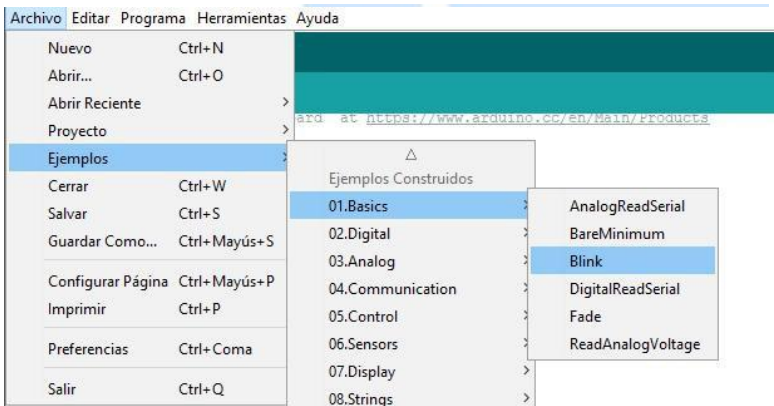 Archivo Editar Programa Herramientas Ayuda
Nuevo Ctrl+N
Abrir... Ctrl+O
Abrir Reciente
Proyecto
Ejemplos
Cerrar Ctrl+W
Salvar Ctrl+S
Guardar Como... Ctrl+Mayús+S
Configurar Página Ctrl+Mayús+P
Imprimir Ctrl+P
Preferencias Ctrl+Coma
Salir Ctrl+Q
ard at https://www.arduino.cc/en/Main/Products
Ejemplos Construidos
01.Basics
02.Digital
03.Analog
04.Communication
05.Control
06.Sensors
07.Display
08.Strings
AnalogReadSerial
BareMinimum
Blink
DigitalReadSerial
Fade
ReadAnalogVoltage